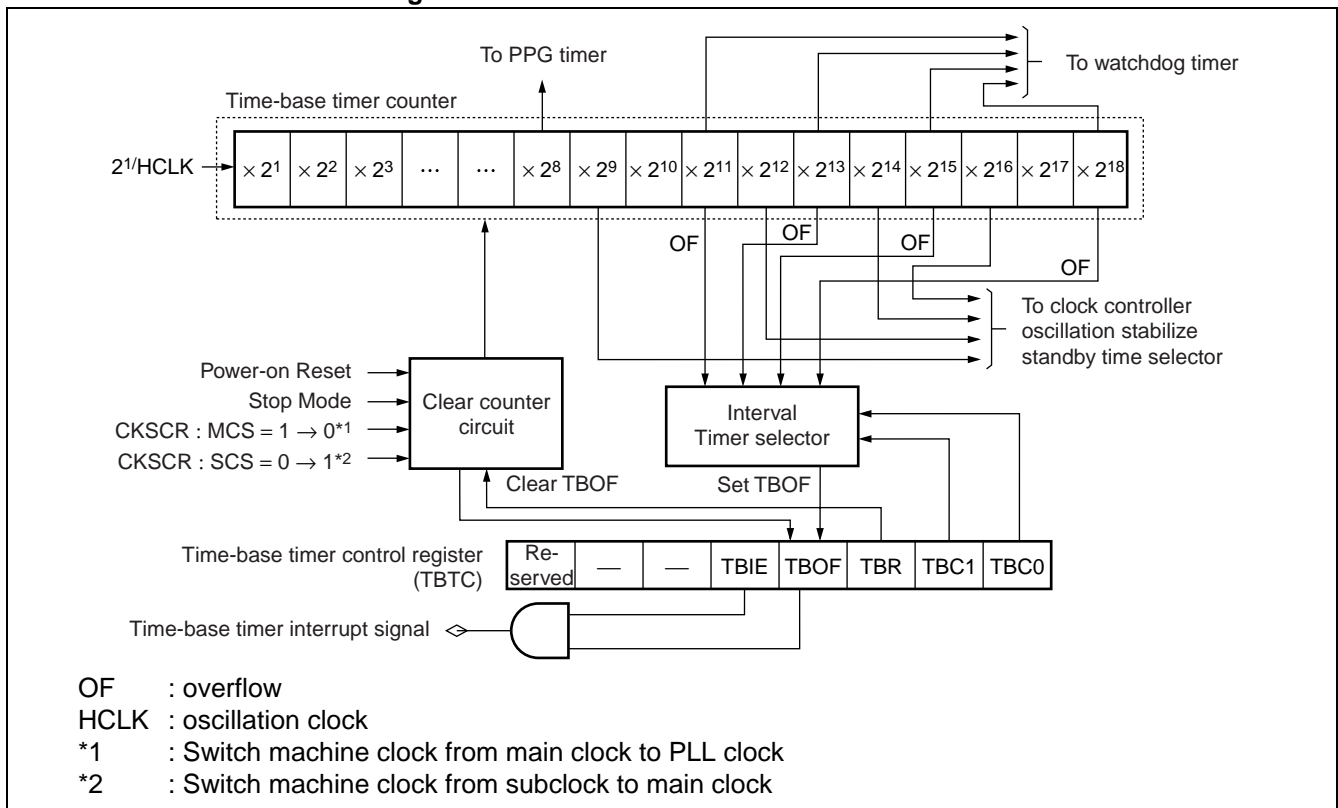 To PPG timer
To watchdog timer
Time-base timer counter
2¹/HCLK
× 2¹ × 2² × 2³ ... ... × 2⁸ × 2⁹ × 2¹⁰ × 2¹¹ × 2¹² × 2¹³ × 2¹⁴ × 2¹⁵ × 2¹⁶ × 2¹⁷ × 2¹⁸
OF OF OF OF
To clock controller
oscillation stabilize
standby time selector
Power-on Reset
Stop Mode
CKSCR : MCS = 1 → 0*1
CKSCR : SCS = 0 → 1*2
Clear counter
circuit
Interval
Timer selector
Clear TBOF
Set TBOF
Time-base timer control register
(TBTC)
Re-
served — — TBIE TBOF TBR TBC1 TBC0
Time-base timer interrupt signal
OF : overflow
HCLK : oscillation clock
*1 : Switch machine clock from main clock to PLL clock
*2 : Switch machine clock from subclock to main clock